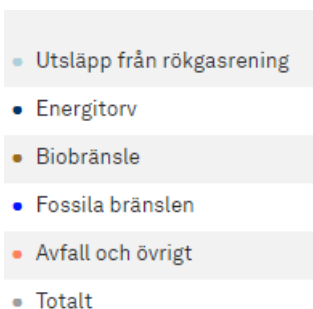 Utsläpp från rökgasrening
Energitorv
Biobränsle
Fossila bränslen
Avfall och övrigt
Totalt